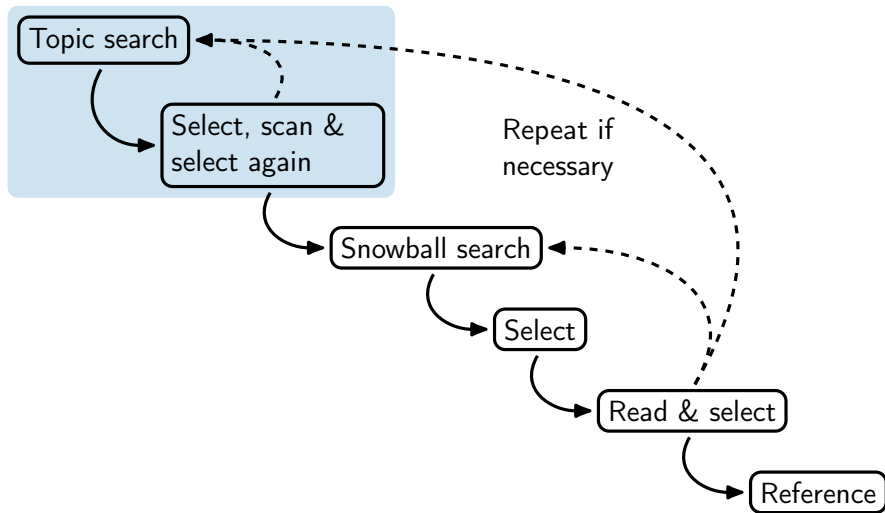 Topic search
Select, scan &
select again
Repeat if
necessary
Snowball search
Select
Read & select
Reference